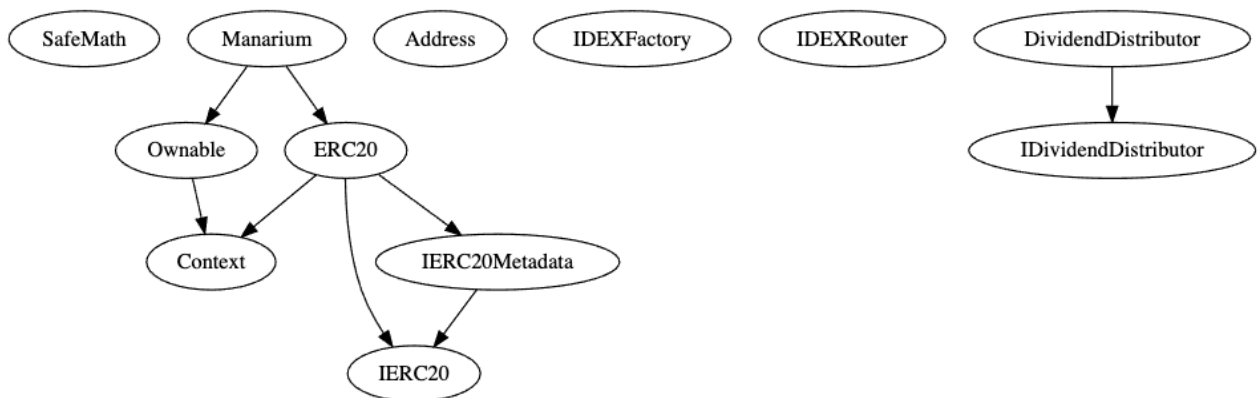 SafeMath
Manarium
Address
IDEXFactory
IDEXRouter
DividendDistributor
Ownable
ERC20
IDividendDistributor
Context
IERC20Metadata
IERC20